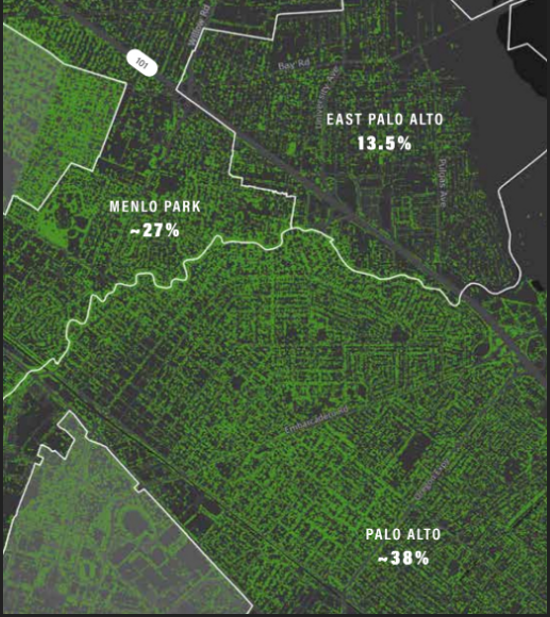 Willow Rd
101
Bay Rd
University Ave
EAST PALO ALTO
13.5%
Pulgas Ave
MENLO PARK
~27%
Embarcadero Rd
PALO ALTO
~38%